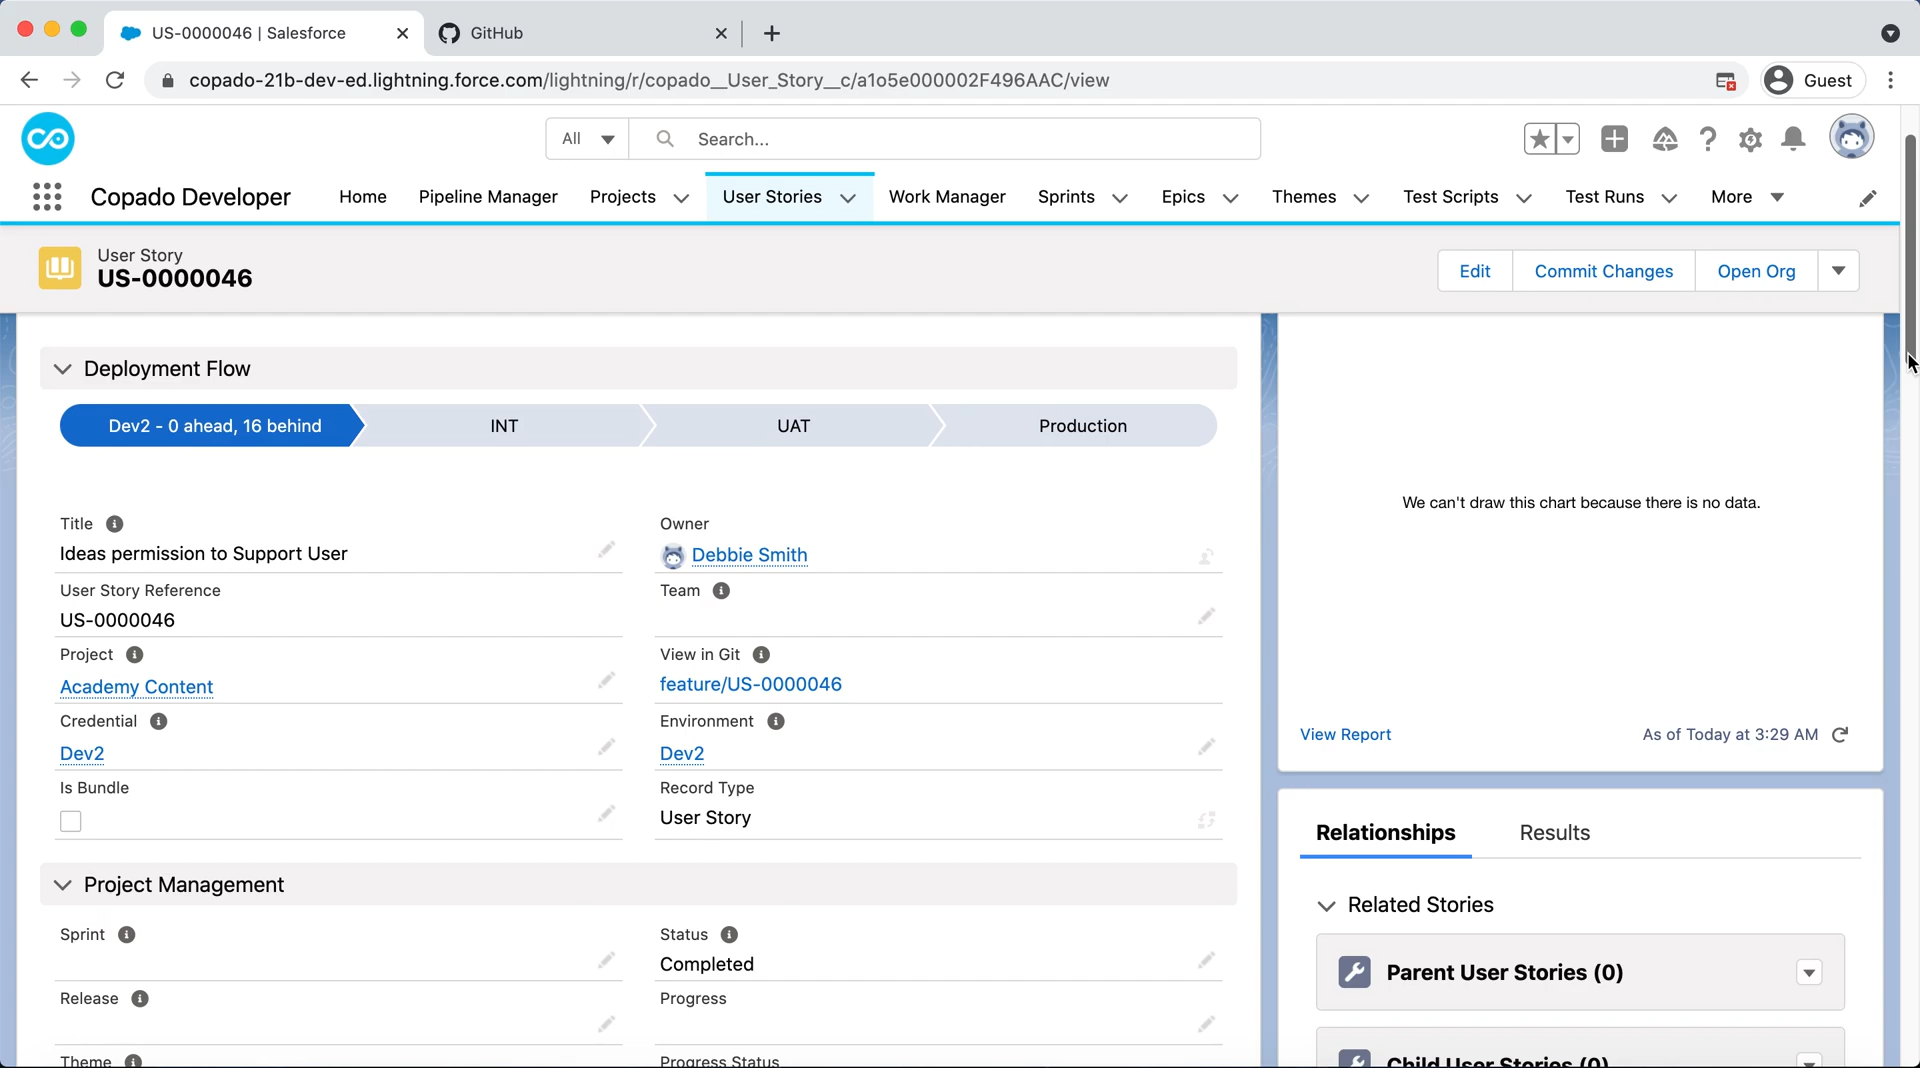 US-0000046 | Salesforce
GitHub
copado-21b-dev-ed.lightning.force.com/lightning/r/copado__User_Story__c/a1o5e000002F496AAC/view
Guest
All
Search...
Copado Developer
Home
Pipeline Manager
Projects
User Stories
Work Manager
Sprints
Epics
Themes
Test Scripts
Test Runs
More
User Story
US-0000046
Edit
Commit Changes
Open Org
Deployment Flow
Dev2 - 0 ahead, 16 behind
INT
UAT
Production
Title
Ideas permission to Support User
Owner
Debbie Smith
User Story Reference
US-0000046
Team
Project
Academy Content
View in Git
feature/US-0000046
Credential
Dev2
Environment
Dev2
Is Bundle
Record Type
User Story
Project Management
Sprint
Status
Completed
Release
Progress
Theme
Progress Status
We can't draw this chart because there is no data.
View Report
As of Today at 3:29 AM
Relationships
Results
Related Stories
Parent User Stories (0)
Child User Stories (0)